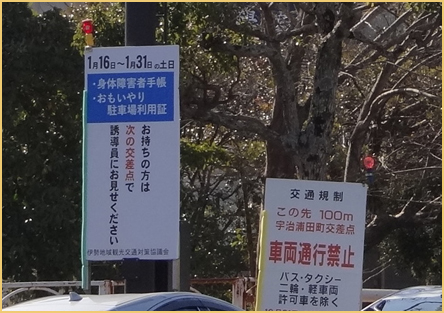 1月16日～1月31日の土日
・身体障害者手帳
・おもいやり
駐車場利用証
お持ちの方は
次の交差点で
誘導員にお見せください
伊勢地域観光交通対策協議会
交通規制
この先 100m
宇治浦田町交差点
車両通行禁止
バス・タクシー
二輪・軽車両
許可車を除く